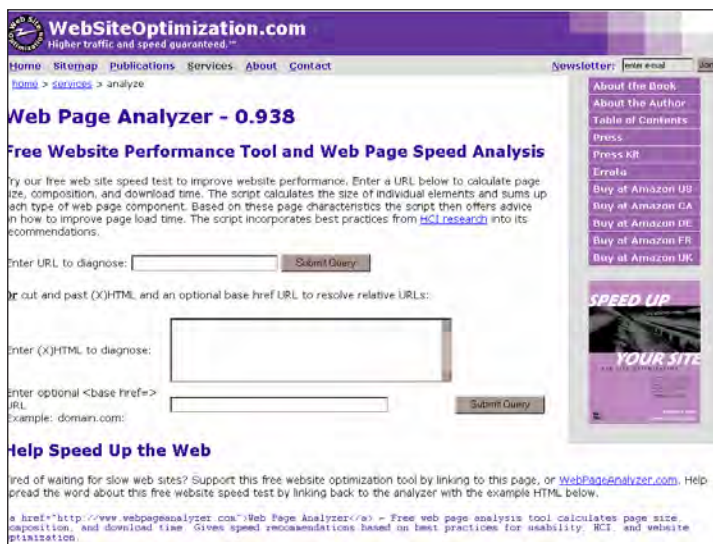 WebSiteOptimization.com
Higher traffic and speed guaranteed.™
Home Sitemap Publications Services About Contact
Newsletter: enter e-mail
home > services > analyze
Web Page Analyzer - 0.938
Free Website Performance Tool and Web Page Speed Analysis
Try our free web site speed test to improve website performance. Enter a URL below to calculate page
size, composition, and download time. The script calculates the size of individual elements and sums up
each type of web page component. Based on these page characteristics the script then offers advice
on how to improve page load time. The script incorporates best practices from HCI research into its
recommendations.
Enter URL to diagnose: Submit Query
Or cut and past (X)HTML and an optional base href URL to resolve relative URLs:
Enter (X)HTML to diagnose:
Enter optional <base href=>
URL
Submit Query
Example: domain.com:
Help Speed Up the Web
Tired of waiting for slow web sites? Support this free website optimization tool by linking to this page, or WebPageAnalyzer.com. Help
spread the word about this free website speed test by linking back to the analyzer with the example HTML below.
a href="http://www.webpageanalyzer.com">Web Page Analyzer</a> - Free web page analysis tool calculates page size,
composition, and download time. Gives speed recommendations based on best practices for usability, HCI, and website
optimization.
About the Book
About the Author
Table of Contents
Press
Press Kit
Errata
Buy at Amazon US
Buy at Amazon CA
Buy at Amazon DE
Buy at Amazon FR
Buy at Amazon UK
SPEED UP
YOUR SITE